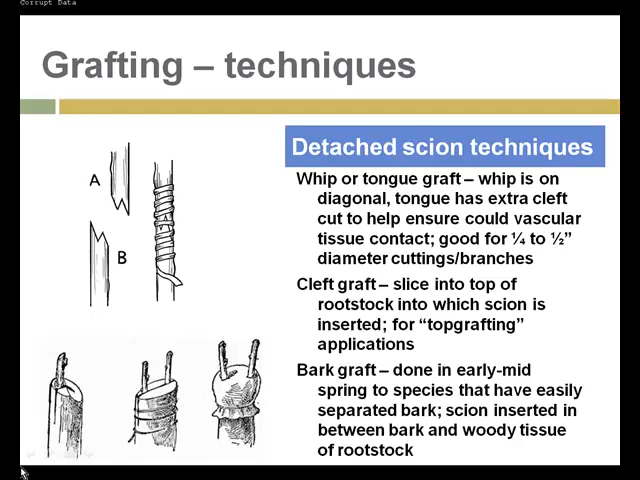 Corrupt Data
Grafting – techniques
Detached scion techniques
A
B
Whip or tongue graft – whip is on
diagonal, tongue has extra cleft
cut to help ensure could vascular
tissue contact; good for ¼ to ½”
diameter cuttings/branches
Cleft graft – slice into top of
rootstock into which scion is
inserted; for “topgrafting”
applications
Bark graft – done in early-mid
spring to species that have easily
separated bark; scion inserted in
between bark and woody tissue
of rootstock